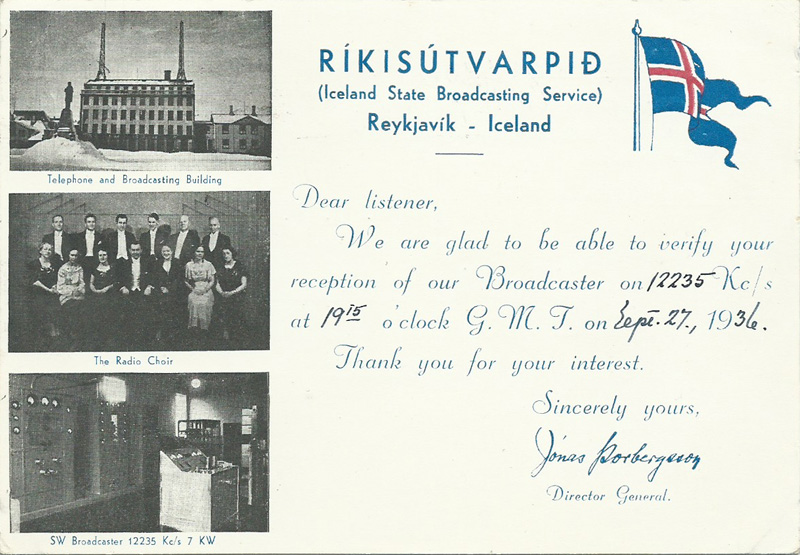 RÍKISÚTVARPIÐ
(Iceland State Broadcasting Service)
Reykjavík - Iceland
Telephone and Broadcasting Building
Dear listener,
We are glad to be able to verify your
reception of our Broadcaster on 12235 Kc/s
at 19 15 o'clock G. M. T. on Sept. 27., 1936.
Thank you for your interest.
The Radio Choir
Sincerely yours,
Jónas Þorbergsson
Director General.
SW Broadcaster 12235 Kc/s 7 KW